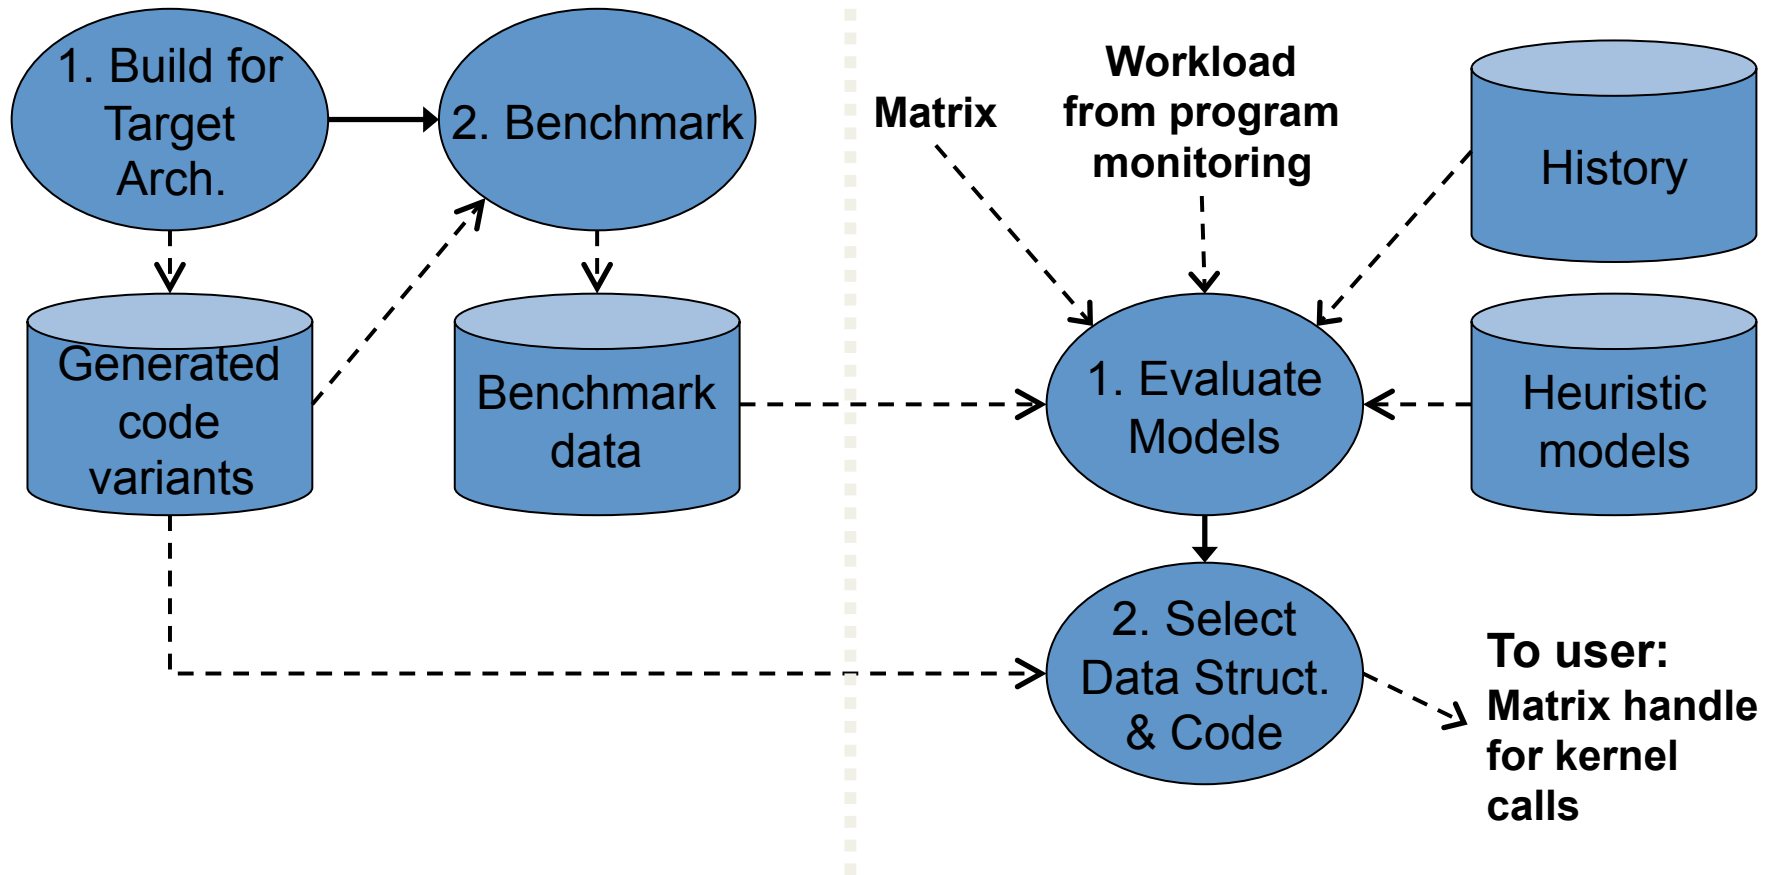 1. Build for
Target
Arch.
2. Benchmark
Generated
code
variants
Benchmark
data
Matrix
Workload
from program
monitoring
History
1. Evaluate
Models
Heuristic
models
2. Select
Data Struct.
& Code
To user:
Matrix handle
for kernel
calls